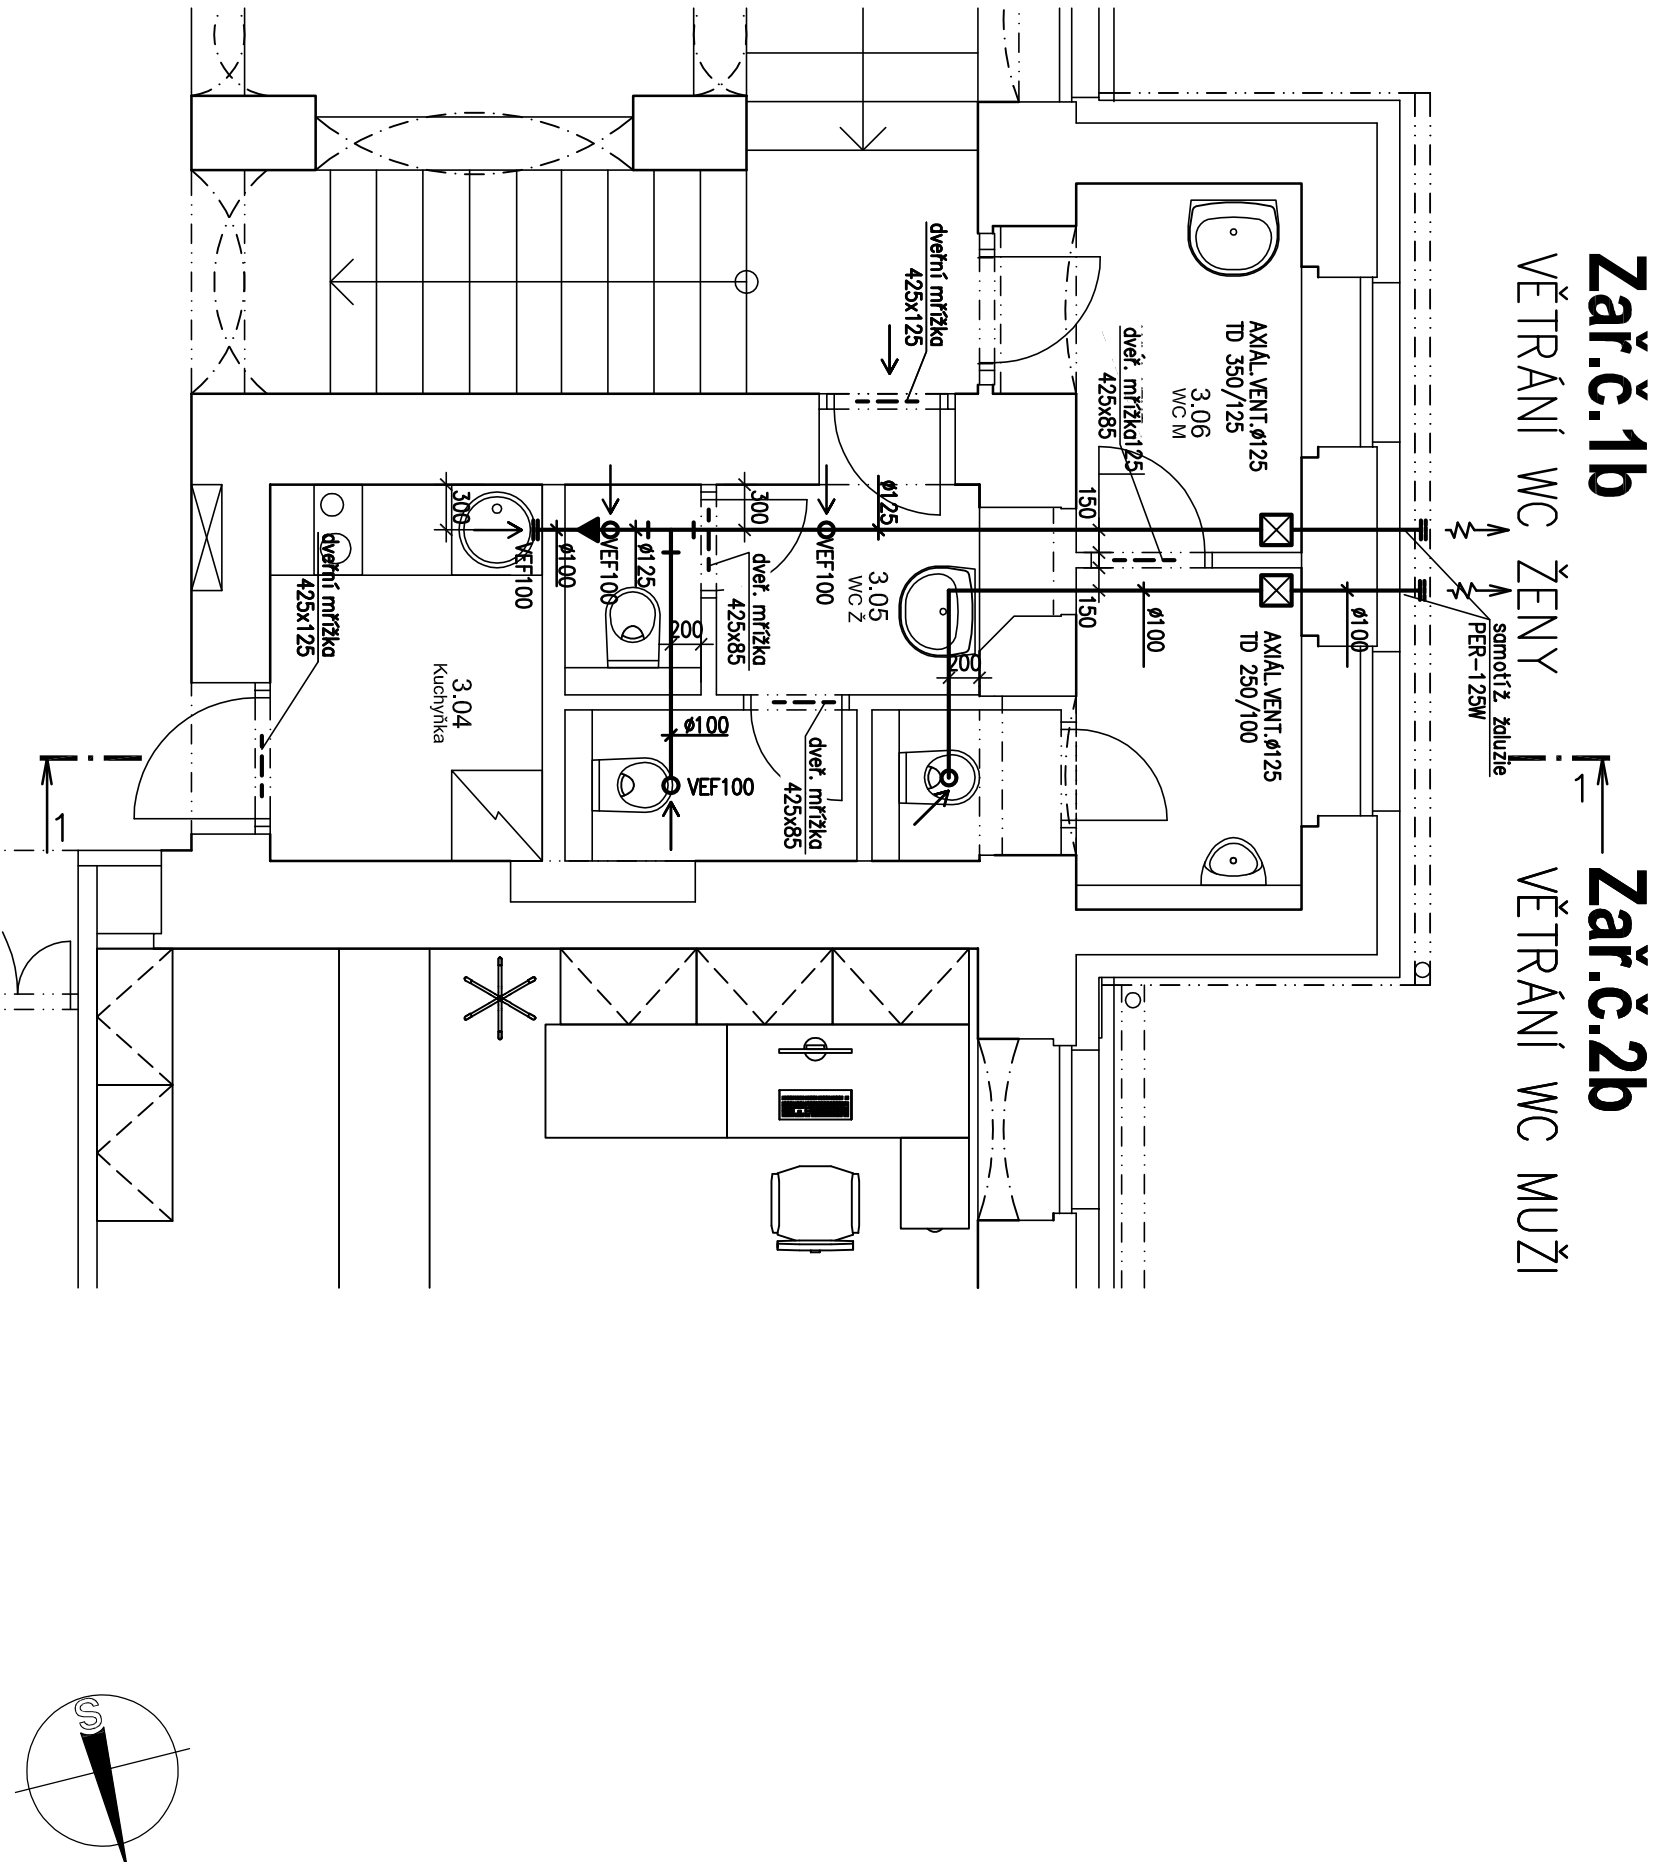 Zař.č.1b
VĚTRÁNÍ WC ŽENY
Zař.č.2b
VĚTRÁNÍ WC MUŽI
1
samotíž. žaluzie
PER-125W
AXIÁL.VENT.ø125
TD 350/125
3.06
WC M
dveř. mřížka125
425x85
dveřní mřížka
425x125
150
150
ø100
ø100
AXIÁL.VENT.ø125
TD 250/100
ø125
300
VEF100
3.05
WC Ž
200
dveř. mřížka
425x85
200
ø125
VEF100
ø100
VEF100
300
ø100
VEF100
dveř. mřížka
425x85
dveřní mřížka
425x125
3.04
Kuchyňka
1
S